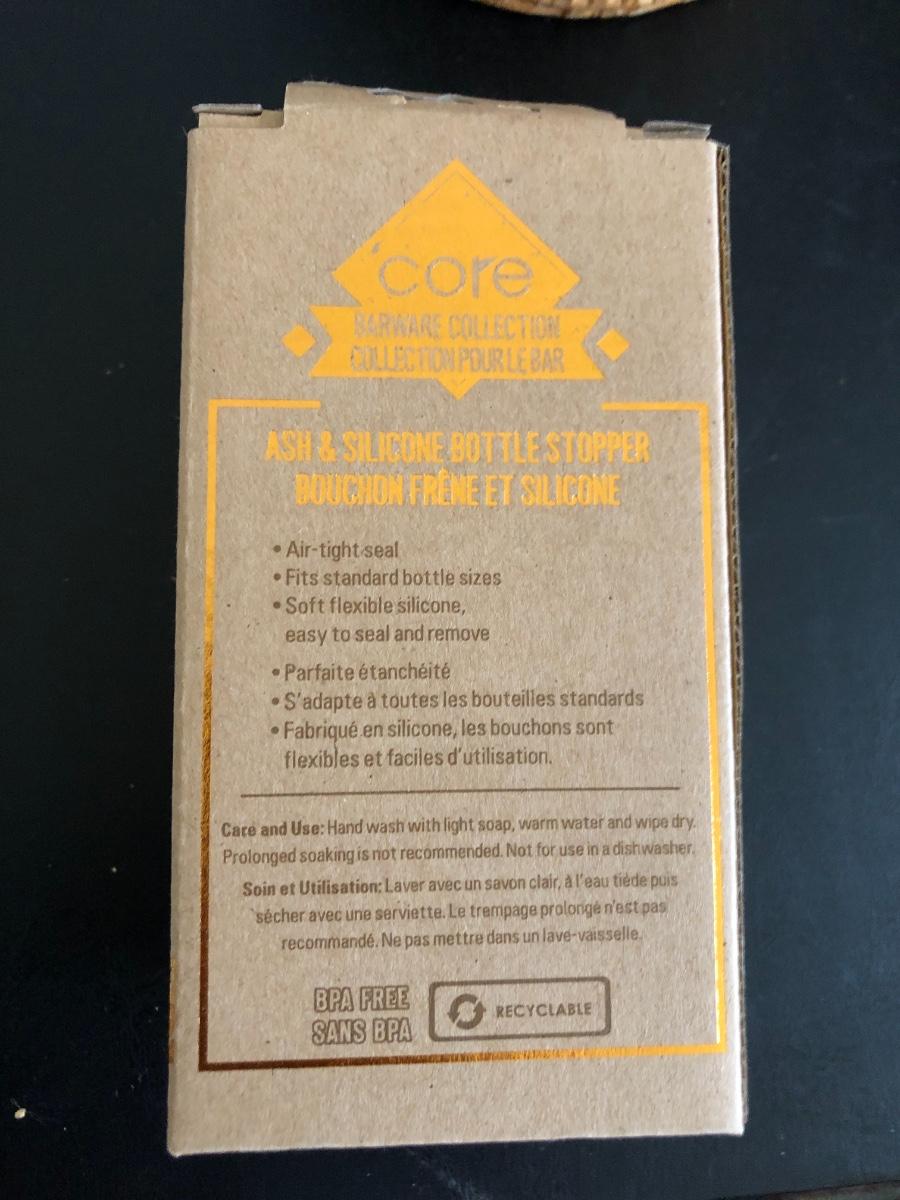 core
BARWARE COLLECTION
COLLECTION POUR LE BAR
ASH & SILICONE BOTTLE STOPPER
BOUCHON FRÊNE ET SILICONE
• Air-tight seal
• Fits standard bottle sizes
• Soft flexible silicone,
easy to seal and remove
• Parfaite étanchéité
• S'adapte à toutes les bouteilles standards
• Fabriqué en silicone, les bouchons sont
flexibles et faciles d'utilisation.
Care and Use: Hand wash with light soap, warm water and wipe dry.
Prolonged soaking is not recommended. Not for use in a dishwasher.
Soin et Utilisation: Laver avec un savon clair, à l'eau tiède puis
sécher avec une serviette. Le trempage prolongé n'est pas
recommandé. Ne pas mettre dans un lave-vaisselle.
BPA FREE
SANS BPA
RECYCLABLE